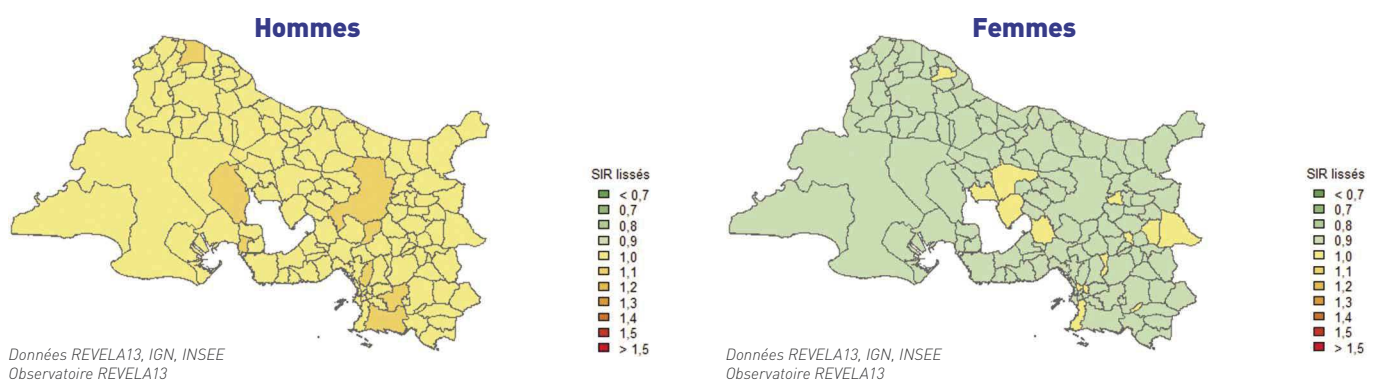 Hommes
SIR lissés
< 0,7
0,7
0,8
0,9
1,0
1,1
1,2
1,3
1,4
1,5
> 1,5
Données REVELA13, IGN, INSEE
Observatoire REVELA13
Femmes
SIR lissés
< 0,7
0,7
0,8
0,9
1,0
1,1
1,2
1,3
1,4
1,5
> 1,5
Données REVELA13, IGN, INSEE
Observatoire REVELA13